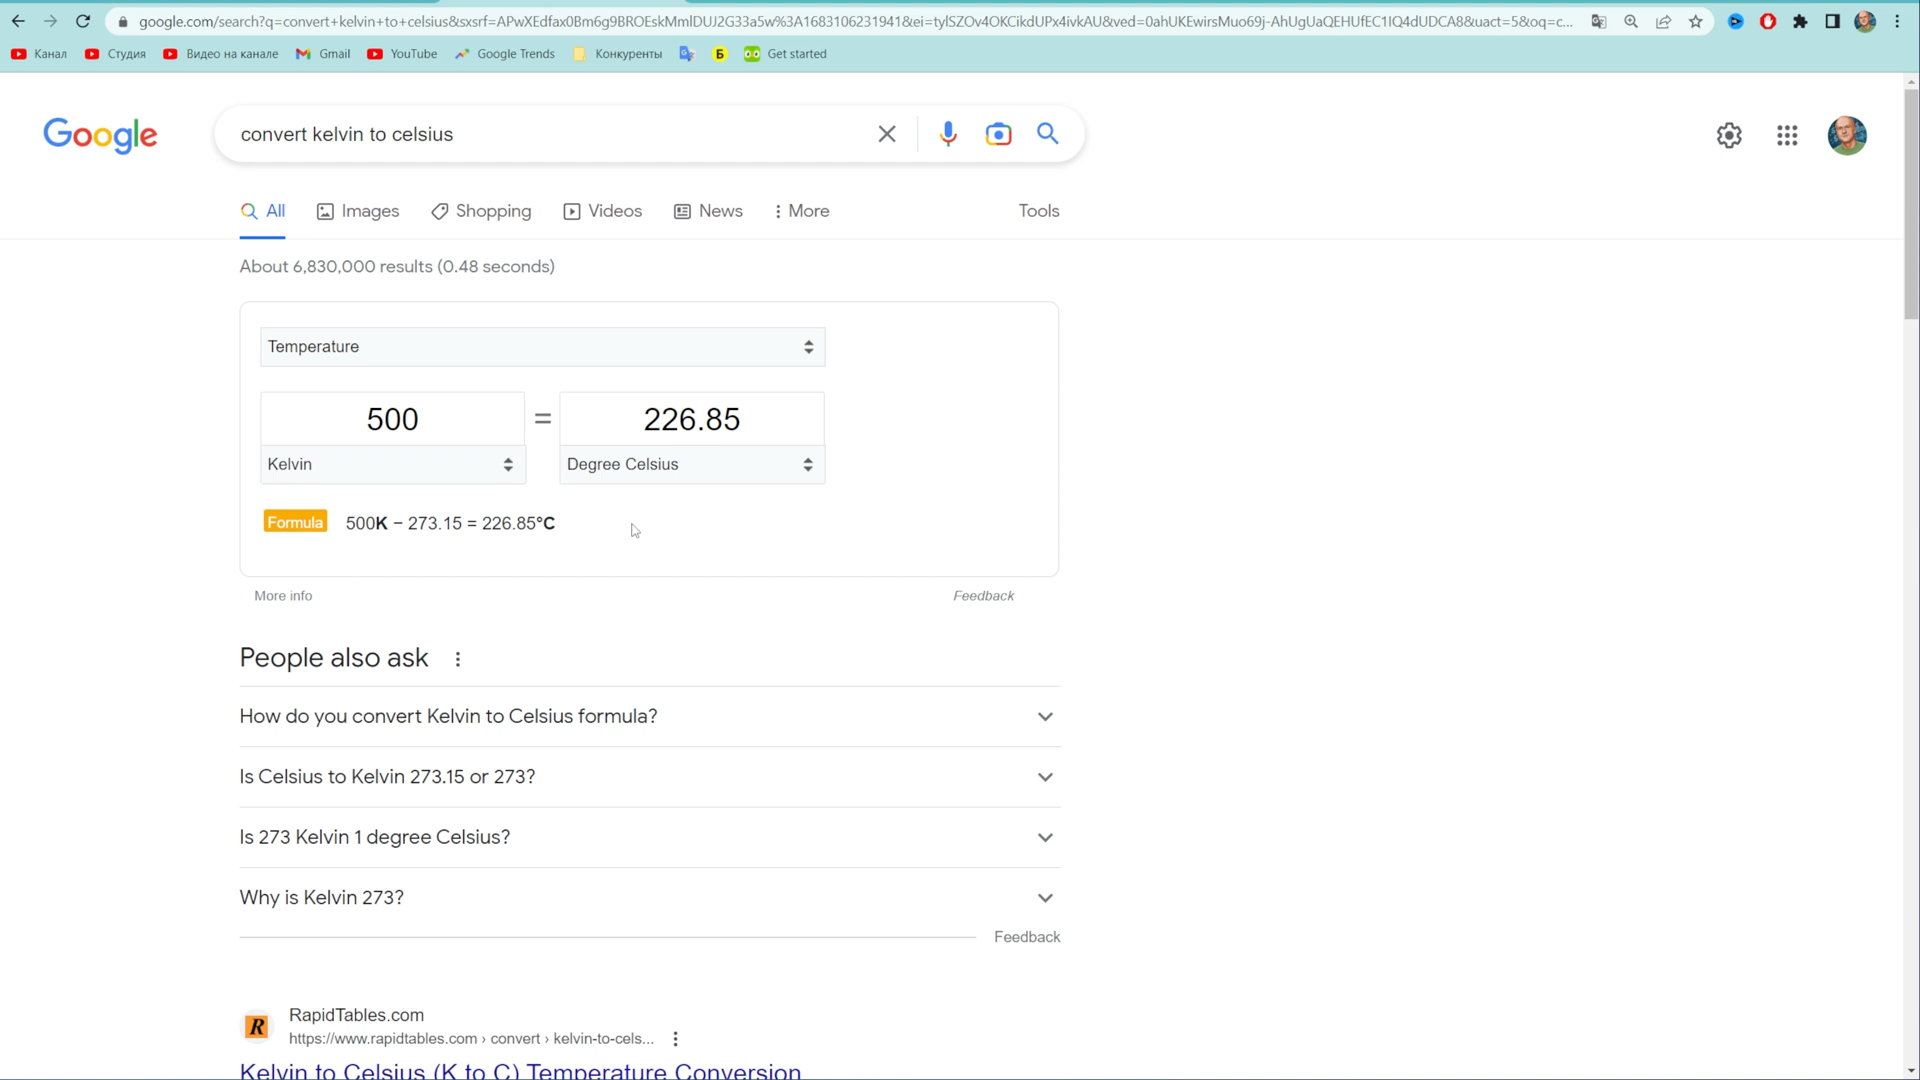 google.com/search?q=convert+kelvin+to+celsius&sxsrf=APwXEdfax0Bm6g9BROEskMmlDUJ2G33a5w%3A1683106231941&ei=tylSZOv4OKCikdUPx4ivkAU&ved=0ahUKEwirsMuo69j-AhUgUaQEHUfEC1IQ4dUDCA8&uact=5&oq=c...
Канал Студия Видео на канале Gmail YouTube Google Trends Конкуренты Б Get started
Google convert kelvin to celsius
All Images Shopping Videos News More Tools
About 6,830,000 results (0.48 seconds)
Temperature
500 = 226.85
Kelvin Degree Celsius
Formula 500K − 273.15 = 226.85°C
More info Feedback
People also ask
How do you convert Kelvin to Celsius formula?
Is Celsius to Kelvin 273.15 or 273?
Is 273 Kelvin 1 degree Celsius?
Why is Kelvin 273?
Feedback
R RapidTables.com
https://www.rapidtables.com › convert › kelvin-to-cels...
Kelvin to Celsius (K to C) Temperature Conversion